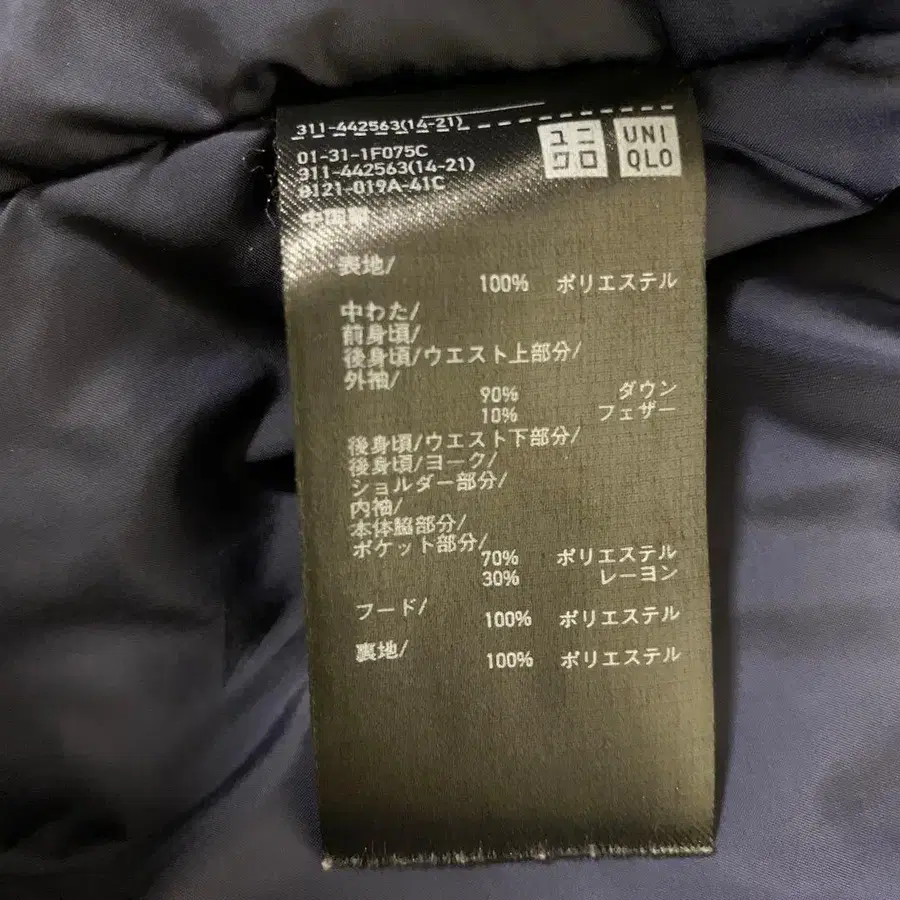 311-442563(14-21)
ユニ
クロ
UNI
QLO
01-31-1F075C
311-442563(14-21)
0121-019A-41C
中国製
表地/
100% ポリエステル
中わた/
前身頃/
後身頃/ウエスト上部分/
外袖/
90% ダウン
10% フェザー
後身頃/ウエスト下部分/
後身頃/ヨーク/
ショルダー部分/
内袖/
本体脇部分/
ポケット部分/
70% ポリエステル
30% レーヨン
フード/
100% ポリエステル
裏地/
100% ポリエステル